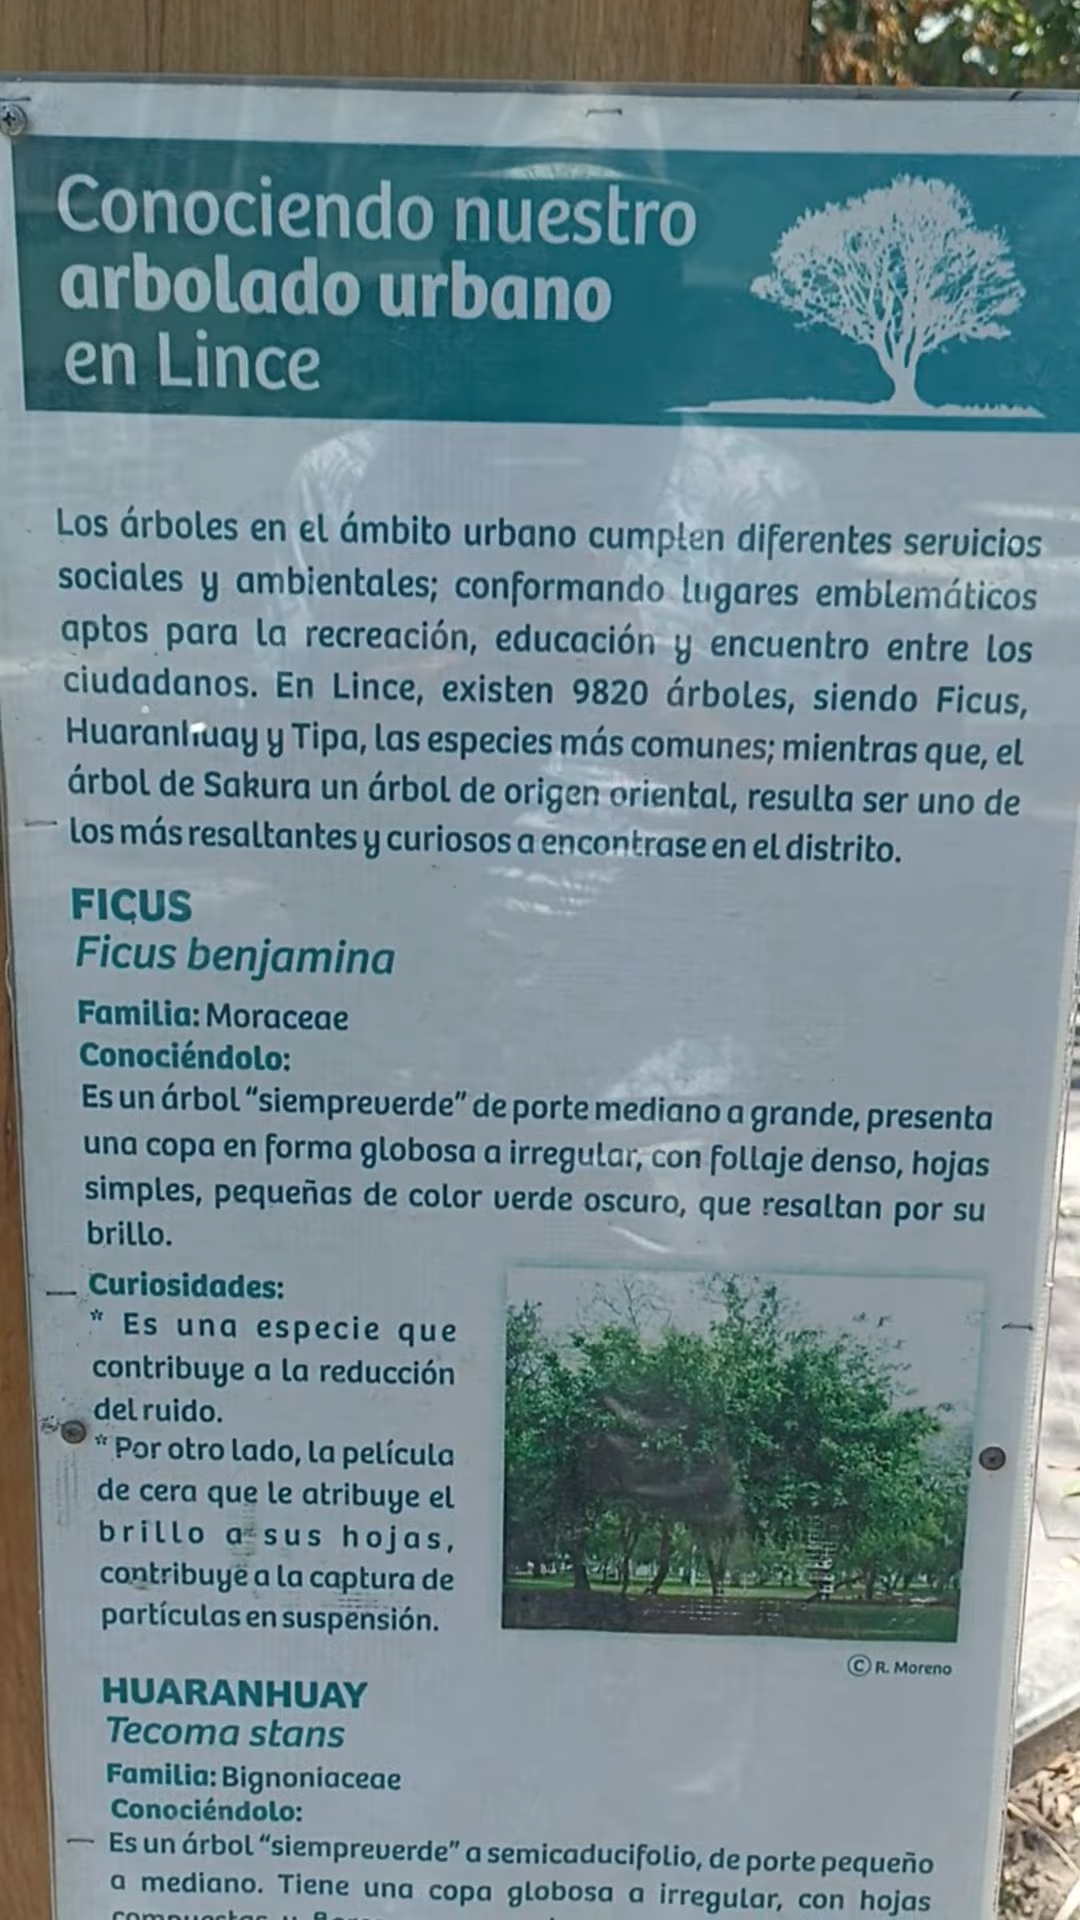 Conociendo nuestro
arbolado urbano
en Lince
Los árboles en el ámbito urbano cumplen diferentes servicios
sociales y ambientales; conformando lugares emblemáticos
aptos para la recreación, educación y encuentro entre los
ciudadanos. En Lince, existen 9820 árboles, siendo Ficus,
Huaranhuay y Tipa, las especies más comunes; mientras que, el
árbol de Sakura un árbol de origen oriental, resulta ser uno de
los más resaltantes y curiosos a encontrase en el distrito.
FICUS
Ficus benjamina
Familia: Moraceae
Conociéndolo:
Es un árbol “siempreverde” de porte mediano a grande, presenta
una copa en forma globosa a irregular, con follaje denso, hojas
simples, pequeñas de color verde oscuro, que resaltan por su
brillo.
Curiosidades:
* Es una especie que
contribuye a la reducción
del ruido.
* Por otro lado, la película
de cera que le atribuye el
brillo a sus hojas,
contribuye a la captura de
partículas en suspensión.
© R. Moreno
HUARANHUAY
Tecoma stans
Familia: Bignoniaceae
Conociéndolo:
Es un árbol “siempreverde” a semicaducifolio, de porte pequeño
a mediano. Tiene una copa globosa a irregular, con hojas